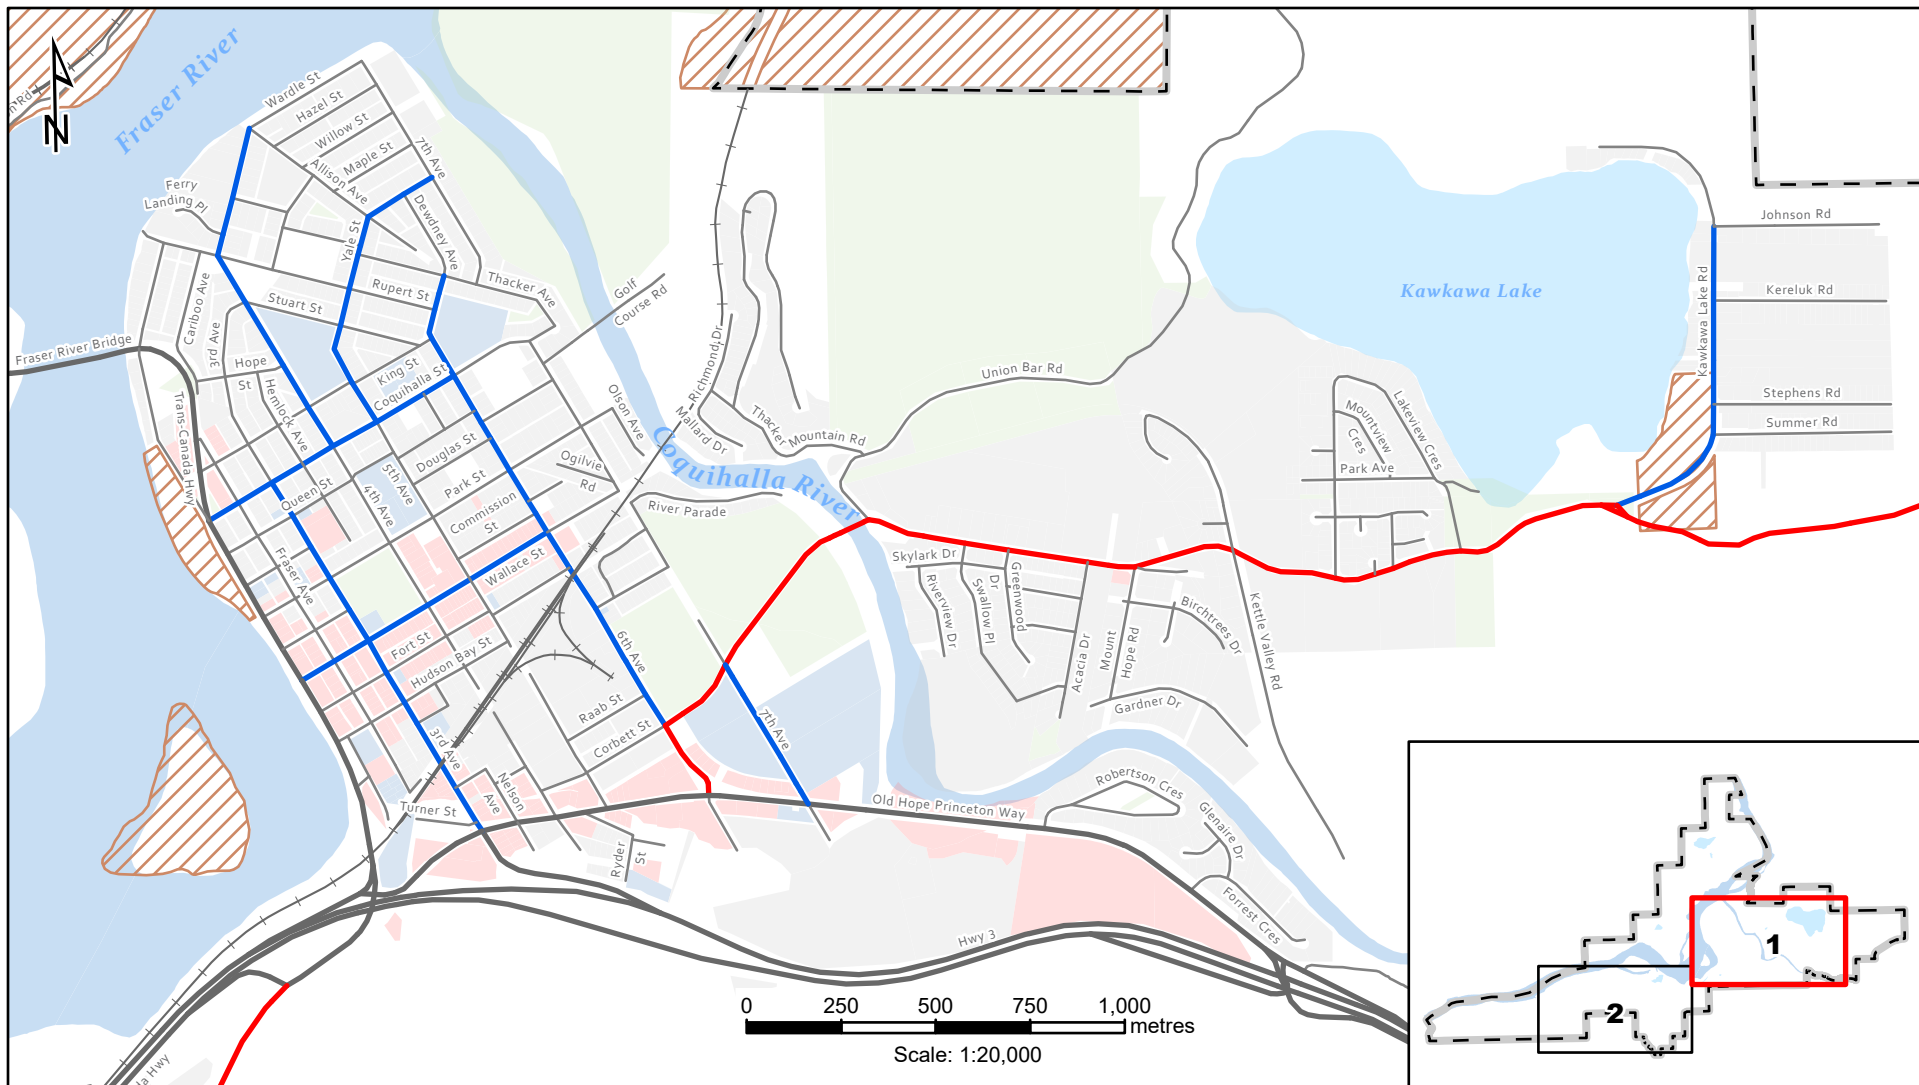 Fraser River
n Rd
N
Wardle St
Hazel St
Willow St
Maple St
Allison Ave
7th Ave
Ferry
Landing Pl
Yale St
Dewdney Ave
Thacker Ave
Golf
Course Rd
Cariboo Ave
Rupert St
Stuart St
3rd Ave
Fraser River Bridge
Hope
St
King St
Coquihalla St
Hemlock Ave
Trans-Canada Hwy
Douglas St
5th Ave
Park St
Queen St
4th Ave
Commission
St
Ogilvie
Rd
Olson Ave
Richmond Dr
Mallard Dr
Thacker
Mountain Rd
Union Bar Rd
Coquihalla River
River Parade
Kawkawa Lake
Johnson Rd
Kereluk Rd
Kawkawa Lake Rd
Stephens Rd
Summer Rd
Lakeview Cres
Mountview
Cres
Park Ave
Fraser Ave
Wallace St
Fort St
Hudson Bay St
6th Ave
Raab St
Corbett St
7th Ave
3rd Ave
Nelson
Ave
Turner St
Ryder
St
Skylark Dr
Riverview Dr
Swallow Pl
Greenwood
Dr
Acacia Dr
Mount
Hope Rd
Birchtrees Dr
Kettle Valley Rd
Gardner Dr
Robertson Cres
Old Hope Princeton Way
Glenaire Dr
Forrest Cres
Hwy 3
da Hwy
0 250 500 750 1,000
metres
Scale: 1:20,000
1
2